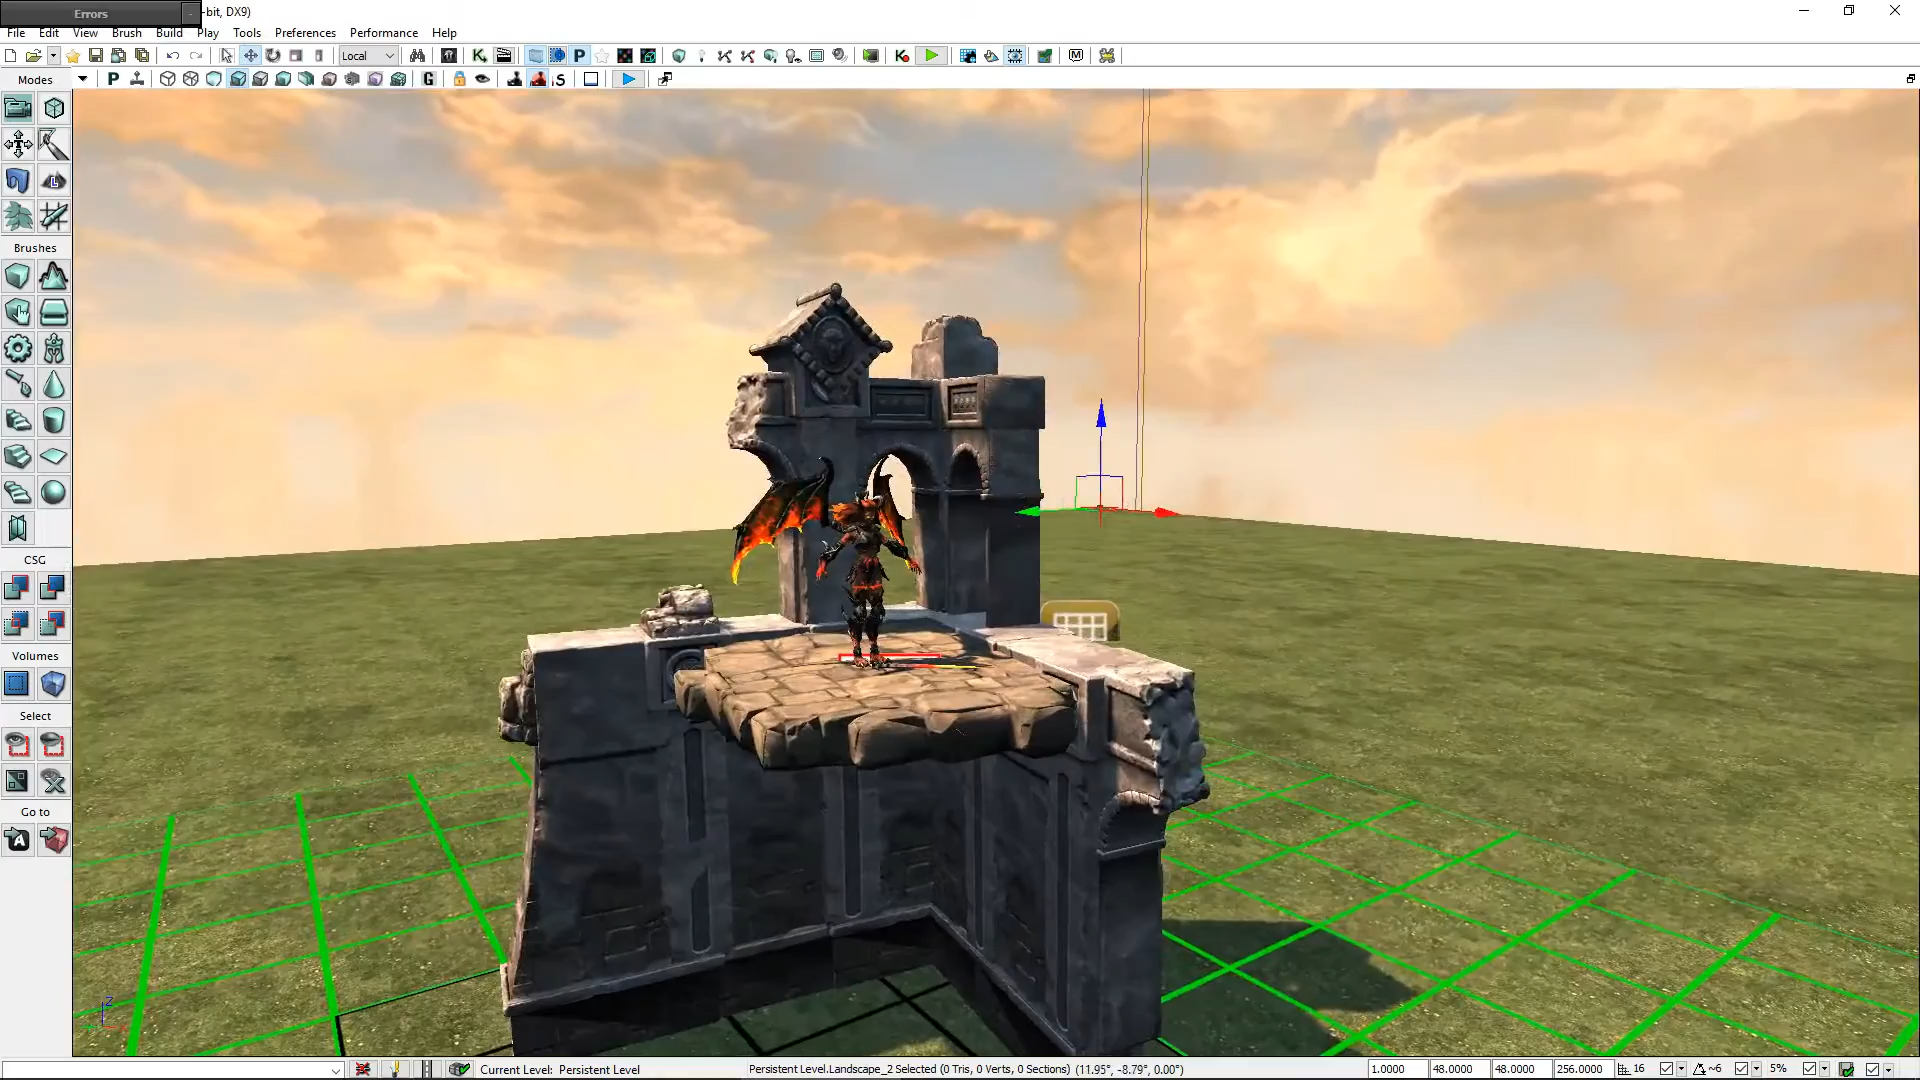 Errors
-bit, DX9)
File Edit View Brush Build Play Tools Preferences Performance Help
Local
Modes
Brushes
CSG
Volumes
Select
Go to
Current Level: Persistent Level
Persistent Level.Landscape_2 Selected (0 Tris, 0 Verts, 0 Sections) (11.95°, -8.79°, 0.00°)
1.0000 48.0000 48.0000 256.0000 16 ~6 5%